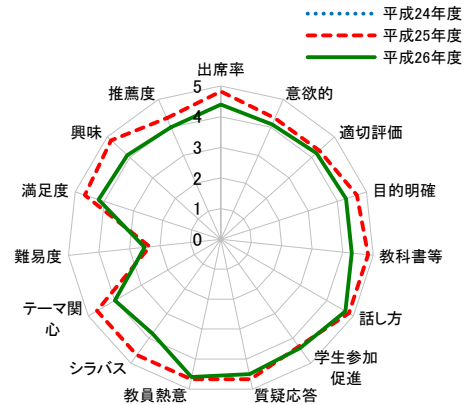 平成24年度
平成25年度
平成26年度
出席率
意欲的
適切評価
目的明確
教科書等
話し方
学生参加
促進
質疑応答
教員熱意
シラバス
テーマ関
心
難易度
満足度
興味
推薦度
5
4
3
2
1
0